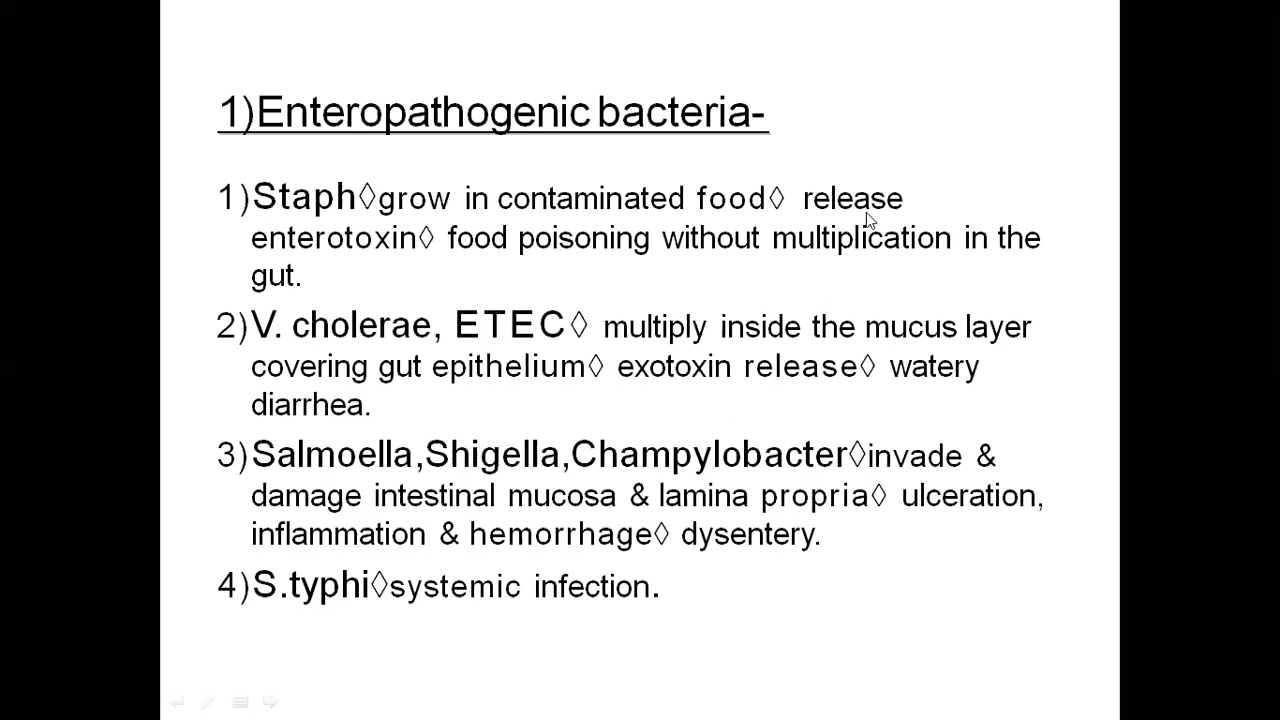 1)Enteropathogenic bacteria-
1)Staph◊grow in contaminated food◊ release
enterotoxin◊ food poisoning without multiplication in the
gut.
2)V. cholerae, ETEC◊ multiply inside the mucus layer
covering gut epithelium◊ exotoxin release◊ watery
diarrhea.
3)Salmoella,Shigella,Champylobacter◊invade &
damage intestinal mucosa & lamina propria◊ ulceration,
inflammation & hemorrhage◊ dysentery.
4)S.typhi◊systemic infection.